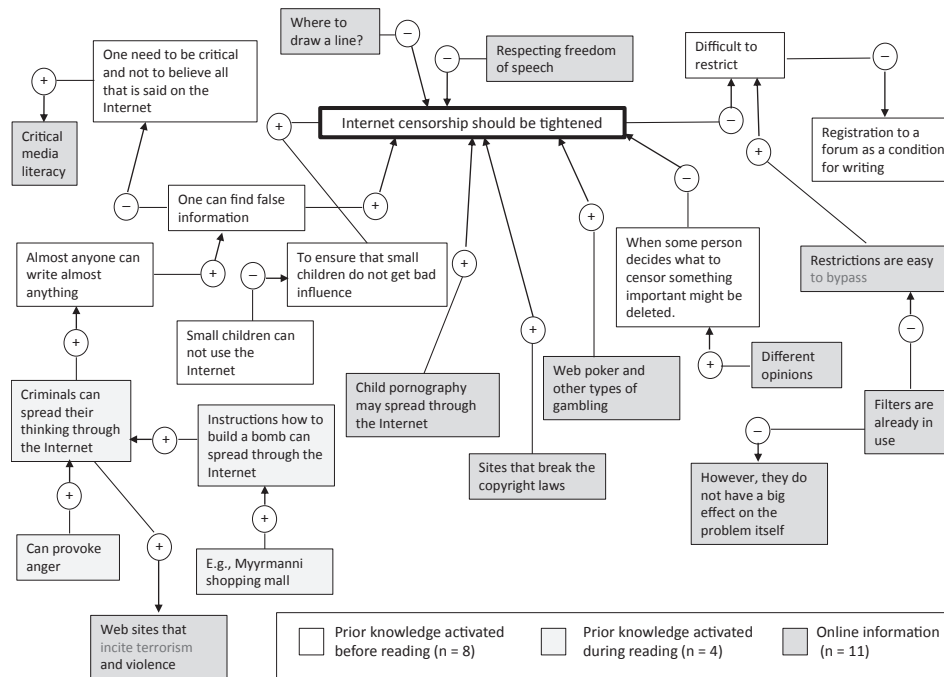 Where to
draw a line?
−
−
Respecting freedom
of speech
Difficult to
restrict
−
One need to be critical
and not to believe all
that is said on the
Internet
+
Critical
media
literacy
+
Internet censorship should be tightened
−
Registration to a
forum as a condition
for writing
+
−
One can find false
information
+
−
+
When some person
decides what to
censor something
important might be
deleted.
Almost anyone can
write almost
anything
+
To ensure that small
children do not get bad
influence
−
+
Restrictions are easy
to bypass
Small children can
not use the
Internet
+
+
−
Child pornography
may spread through
the Internet
Web poker and
other types of
gambling
+
Different
opinions
Criminals can
spread their
thinking through
the Internet
+
Instructions how to
build a bomb can
spread through the
Internet
Filters are
already in
use
−
Sites that break the
copyright laws
However, they do
not have a big
effect on the
problem itself
+
+
Can provoke
anger
+
E.g., Myyrmanni
shopping mall
Web sites that
incite terrorism
and violence
Prior knowledge activated
before reading (n = 8)
Prior knowledge activated
during reading (n = 4)
Online information
(n = 11)